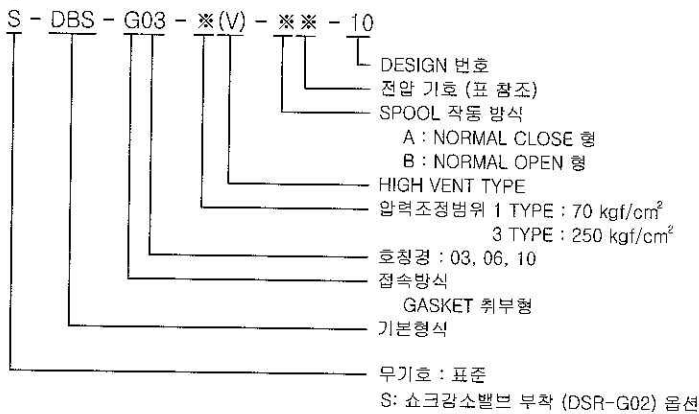 S - DBS - G03 - ※(V) - ※※ - 10
DESIGN 번호
전압 기호 (표 참조)
SPOOL 작동 방식
A : NORMAL CLOSE 형
B : NORMAL OPEN 형
HIGH VENT TYPE
압력조정범위 1 TYPE : 70 kgf/cm²
3 TYPE : 250 kgf/cm²
호칭경 : 03, 06, 10
접속방식
GASKET 취부형
기본형식
무기호 : 표준
S: 쇼크감소밸브 부착 (DSR-G02) 옵션